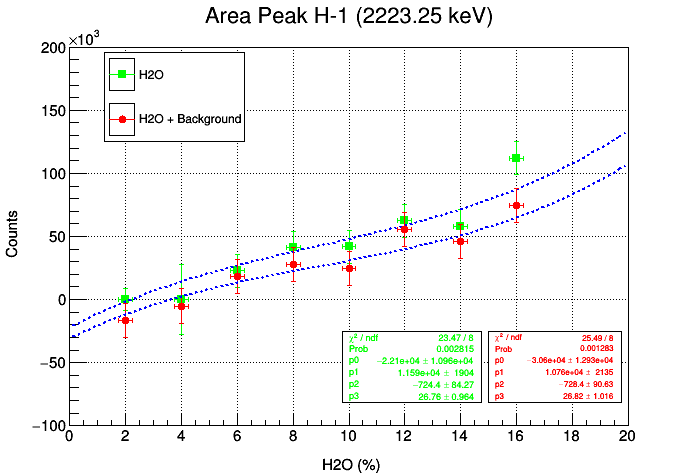 Area Peak H-1 (2223.25 keV)
×10³
200
150
100
50
0
−50
−100
Counts
H2O
H2O + Background
χ² / ndf 23.47 / 8
Prob 0.002815
p0 −2.21e+04 ± 1.096e+04
p1 1.159e+04 ± 1904
p2 −724.4 ± 84.27
p3 26.76 ± 0.964
χ² / ndf 25.49 / 8
Prob 0.001283
p0 −3.06e+04 ± 1.293e+04
p1 1.076e+04 ± 2135
p2 −728.4 ± 90.63
p3 26.82 ± 1.016
0 2 4 6 8 10 12 14 16 18 20
H2O (%)